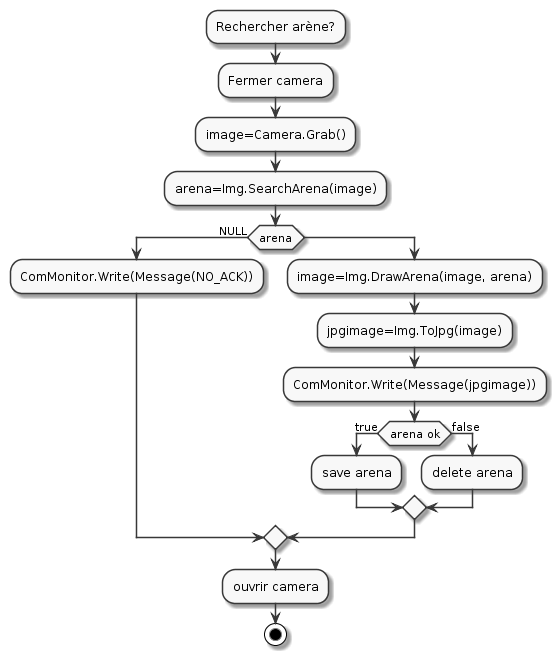 Rechercher arène?
Fermer camera
image=Camera.Grab()
arena=Img.SearchArena(image)
NULL
arena
ComMonitor.Write(Message(NO_ACK))
image=Img.DrawArena(image, arena)
jpgimage=Img.ToJpg(image)
ComMonitor.Write(Message(jpgimage))
true
arena ok
false
save arena
delete arena
ouvrir camera